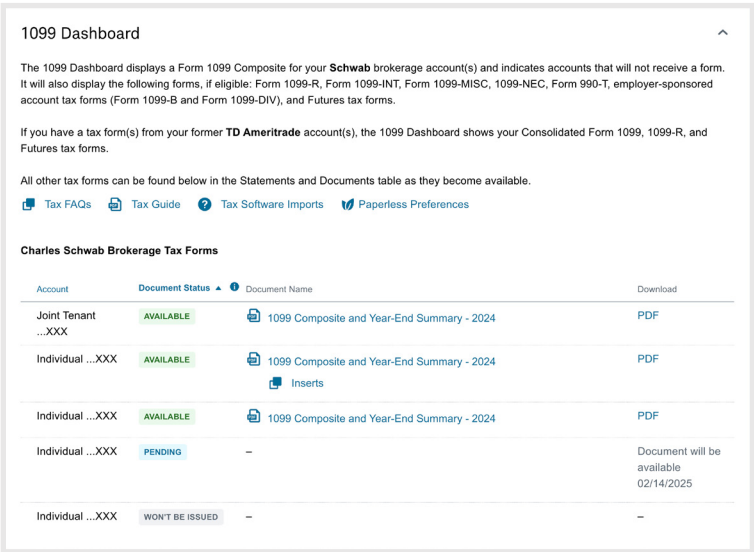 1099 Dashboard
The 1099 Dashboard displays a Form 1099 Composite for your Schwab brokerage account(s) and indicates accounts that will not receive a form.
It will also display the following forms, if eligible: Form 1099-R, Form 1099-INT, Form 1099-MISC, 1099-NEC, Form 990-T, employer-sponsored
account tax forms (Form 1099-B and Form 1099-DIV), and Futures tax forms.
If you have a tax form(s) from your former TD Ameritrade account(s), the 1099 Dashboard shows your Consolidated Form 1099, 1099-R, and
Futures tax forms.
All other tax forms can be found below in the Statements and Documents table as they become available.
Tax FAQs Tax Guide Tax Software Imports Paperless Preferences
Charles Schwab Brokerage Tax Forms
Account Document Status Document Name Download
Joint Tenant AVAILABLE 1099 Composite and Year-End Summary - 2024 PDF
...XXX
Individual ...XXX AVAILABLE 1099 Composite and Year-End Summary - 2024 PDF
Inserts
Individual ...XXX AVAILABLE 1099 Composite and Year-End Summary - 2024 PDF
Individual ...XXX PENDING – Document will be
available
02/14/2025
Individual ...XXX WON'T BE ISSUED – –